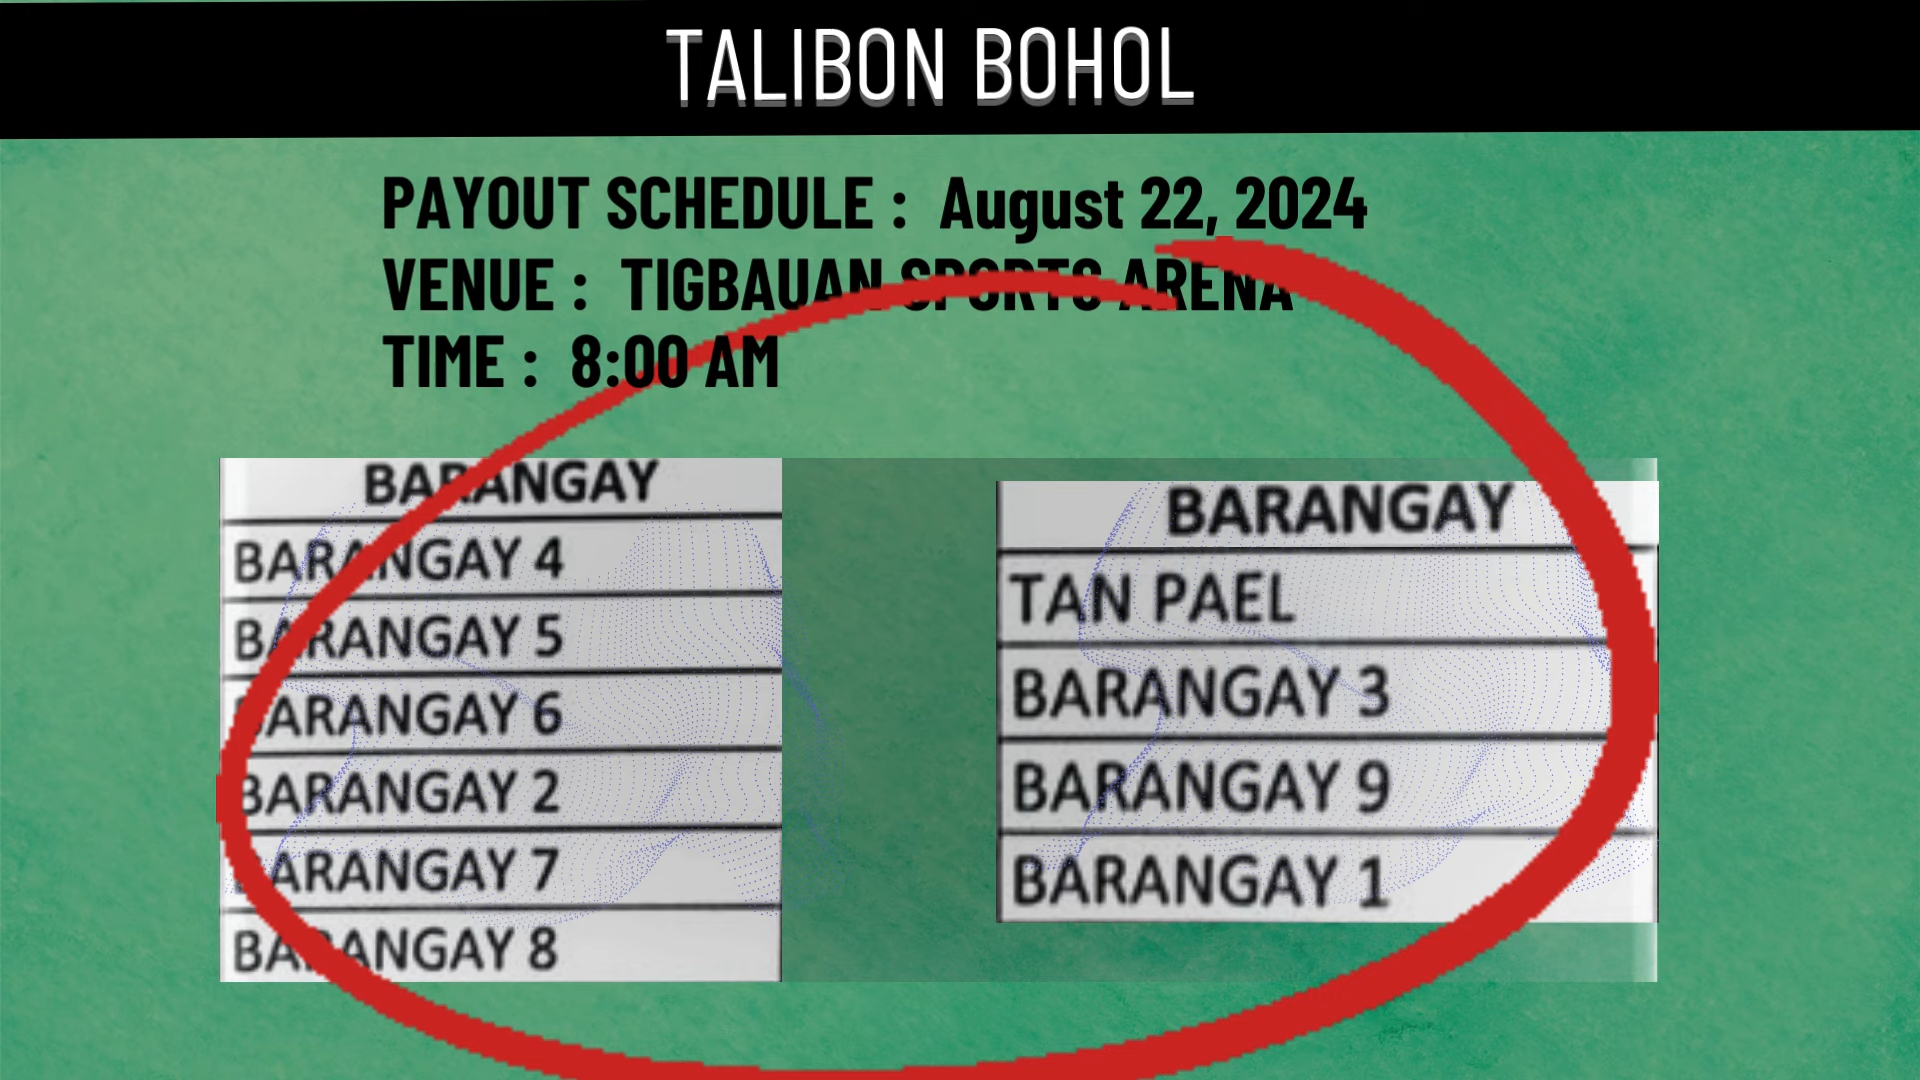 TALIBON BOHOL
PAYOUT SCHEDULE : August 22, 2024
VENUE : TIGBAUAN SPORTS ARENA
TIME : 8:00 AM
BARANGAY
BARANGAY 4
BARANGAY 5
BARANGAY 6
BARANGAY 2
BARANGAY 7
BARANGAY 8
BARANGAY
TAN PAEL
BARANGAY 3
BARANGAY 9
BARANGAY 1